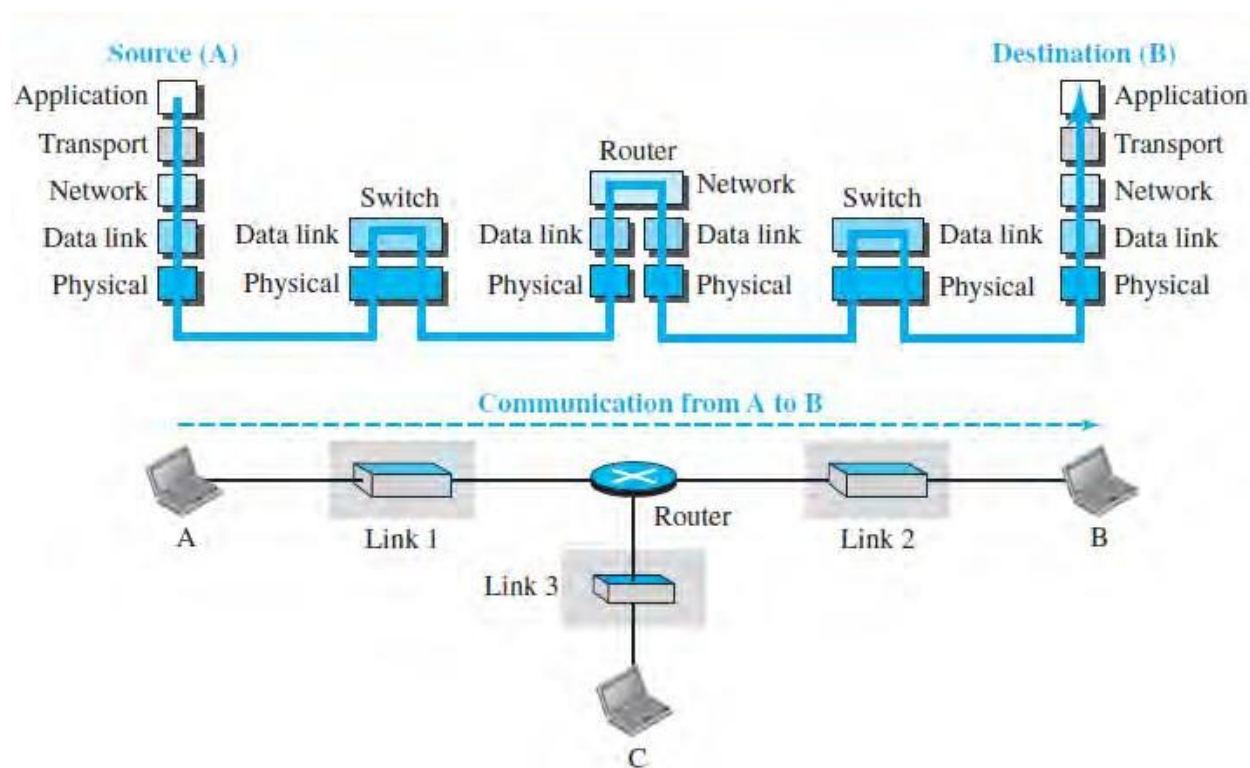 Source (A)
Destination (B)
Application
Application
Transport
Transport
Router
Network
Network
Network
Switch
Switch
Data link
Data link
Data link
Data link
Data link
Data link
Physical
Physical
Physical
Physical
Physical
Physical
Communication from A to B
A
Link 1
Router
Link 2
B
Link 3
C